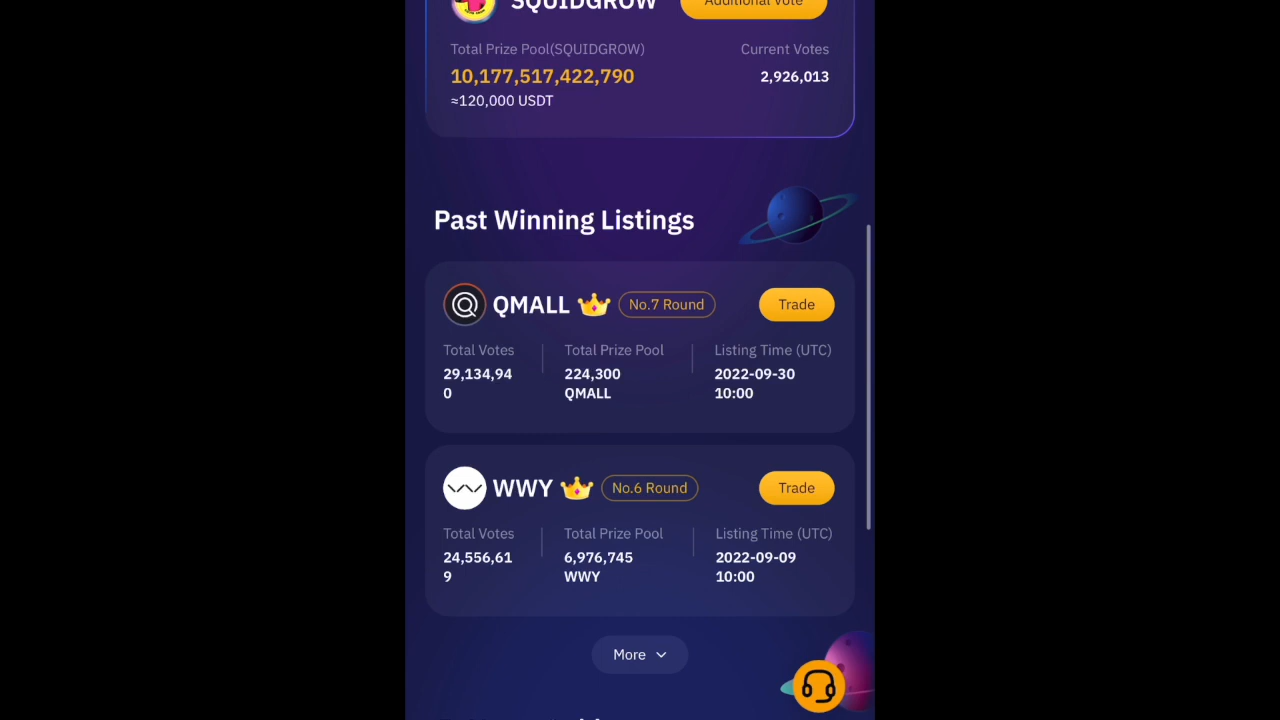 SQUIDGROW
Additional Vote
Total Prize Pool(SQUIDGROW)
Current Votes
10,177,517,422,790
2,926,013
≈120,000 USDT
Past Winning Listings
QMALL
No.7 Round
Trade
Total Votes
Total Prize Pool
Listing Time (UTC)
29,134,94
224,300
2022-09-30
0
QMALL
10:00
WWY
No.6 Round
Trade
Total Votes
Total Prize Pool
Listing Time (UTC)
24,556,61
6,976,745
2022-09-09
9
WWY
10:00
More